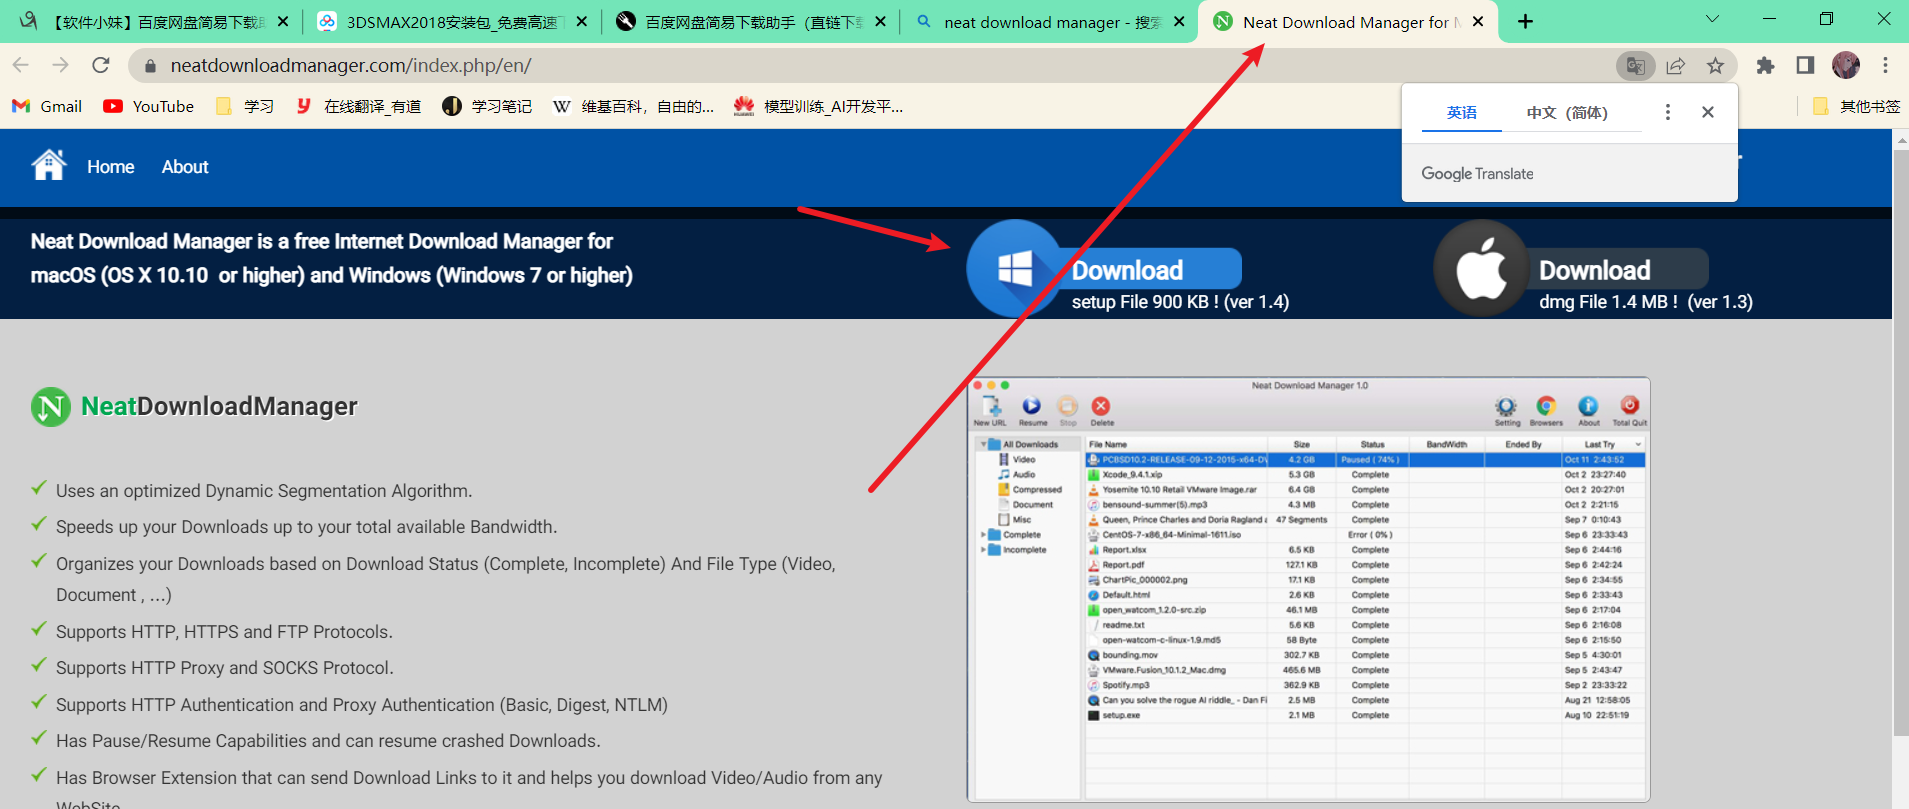 【软件小妹】百度网盘简易下载
3DSMAX2018安装包_免费高速
百度网盘简易下载助手（直链下
neat download manager - 搜索
Neat Download Manager for
neatdownloadmanager.com/index.php/en/
Gmail
YouTube
学习
在线翻译_有道
学习笔记
维基百科，自由的...
模型训练_AI开发平...
其他书签
英语
中文（简体）
Google Translate
Home
About
Neat Download Manager is a free Internet Download Manager for
macOS (OS X 10.10 or higher) and Windows (Windows 7 or higher)
Download
setup File 900 KB ! (ver 1.4)
Download
dmg File 1.4 MB ! (ver 1.3)
NeatDownloadManager
Uses an optimized Dynamic Segmentation Algorithm.
Speeds up your Downloads up to your total available Bandwidth.
Organizes your Downloads based on Download Status (Complete, Incomplete) And File Type (Video,
Document , ...)
Supports HTTP, HTTPS and FTP Protocols.
Supports HTTP Proxy and SOCKS Protocol.
Supports HTTP Authentication and Proxy Authentication (Basic, Digest, NTLM)
Has Pause/Resume Capabilities and can resume crashed Downloads.
Has Browser Extension that can send Download Links to it and helps you download Video/Audio from any
WebSite
Neat Download Manager 1.0
New URL Resume Stop Delete Setting Browsers About Total Quit
All Downloads
Video
Audio
Compressed
Document
Misc
Complete
Incomplete
File Name Size Status BandWidth Ended By Last Try
PCBSD10.2-RELEASE-09-12-2015-x64-DV 4.2 GB Paused ( 74% ) Oct 11 2:43:52
Xcode_9.4.1.xip 5.3 GB Complete Oct 2 23:27:40
Yosemite 10.10 Retail VMware Image.rar 6.4 GB Complete Oct 2 20:27:01
bensound-summer(5).mp3 4.3 MB Complete Oct 2 2:21:15
Queen, Prince Charles and Doria Ragland a 47 Segments Complete Sep 7 0:10:43
CentOS-7-x86_64-Minimal-1611.iso Error ( 0% ) Sep 6 23:33:43
Report.xlsx 6.5 KB Complete Sep 6 2:44:16
Report.pdf 127.1 KB Complete Sep 6 2:42:24
ChartPic_000002.png 17.1 KB Complete Sep 6 2:34:55
Default.html 2.6 KB Complete Sep 6 2:33:43
open_watcom_1.2.0-src.zip 46.1 MB Complete Sep 6 2:17:04
readme.txt 5.6 KB Complete Sep 6 2:16:08
open-watcom-c-linux-1.9.md5 58 Byte Complete Sep 6 2:15:50
bounding.mov 302.7 KB Complete Sep 5 4:30:01
VMware.Fusion_10.1.2_Mac.dmg 465.6 MB Complete Sep 5 2:43:47
Spotify.mp3 362.9 KB Complete Sep 2 23:33:22
Can you solve the rogue AI riddle_ - Dan Fi 2.5 MB Complete Aug 21 12:58:05
setup.exe 2.1 MB Complete Aug 10 22:51:19